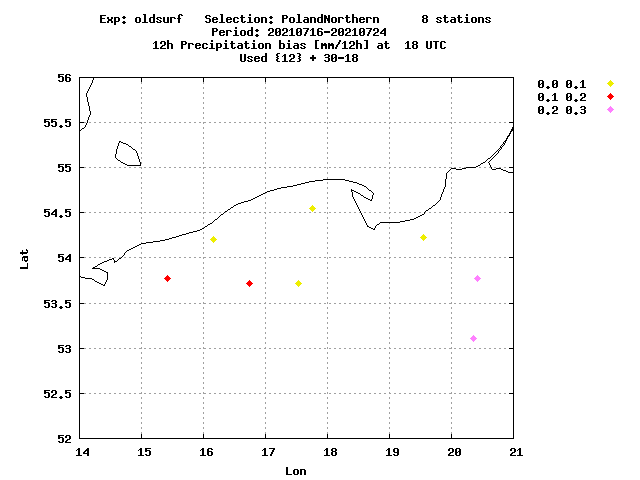 Exp: oldsurf   Selection: PolandNorthern      8 stations
Period: 20210716-20210724
12h Precipitation bias [mm/12h] at  18 UTC
Used {12} + 30-18
0.0 0.1
0.1 0.2
0.2 0.3
56
55.5
55
54.5
54
53.5
53
52.5
52
Lat
14 15 16 17 18 19 20 21
Lon